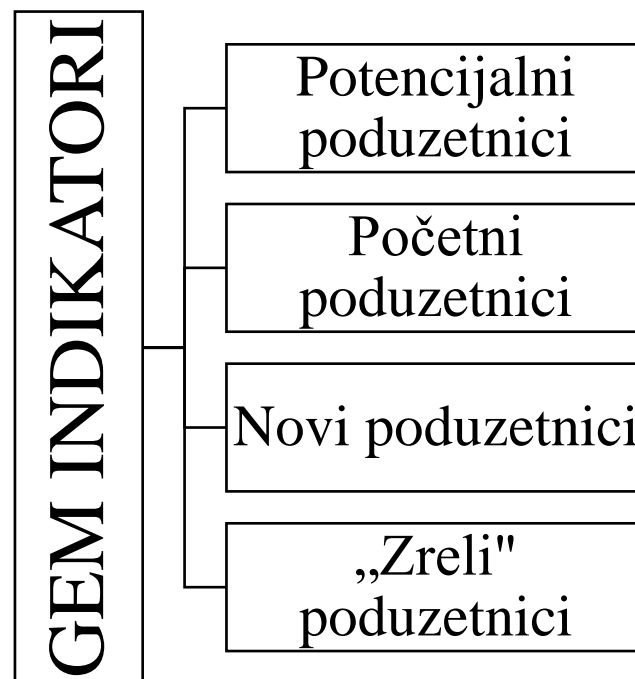 GEM INDIKATORI
Potencijalni
poduzetnici
Početni
poduzetnici
Novi poduzetnici
„Zreli"
poduzetnici